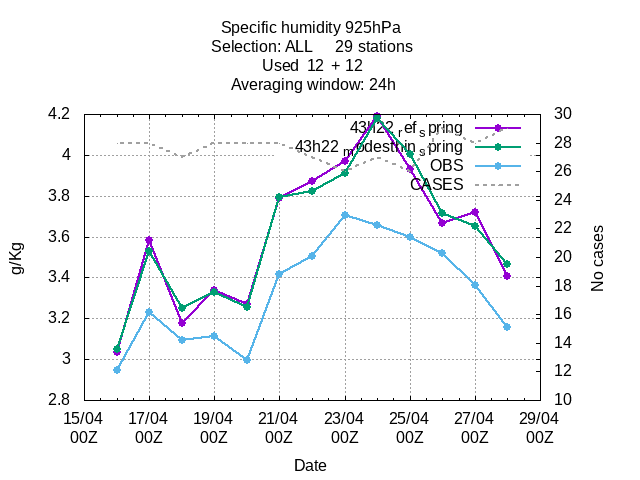 Specific humidity 925hPa
Selection: ALL 29 stations
Used 12 + 12
Averaging window: 24h
4.2
4
3.8
3.6
3.4
3.2
3
2.8
g/Kg
43h22_ref_spring
43h22_modesthin_spring
OBS
CASES
30
28
26
24
22
20
18
16
14
12
10
No cases
15/04 17/04 19/04 21/04 23/04 25/04 27/04 29/04
00Z 00Z 00Z 00Z 00Z 00Z 00Z 00Z
Date